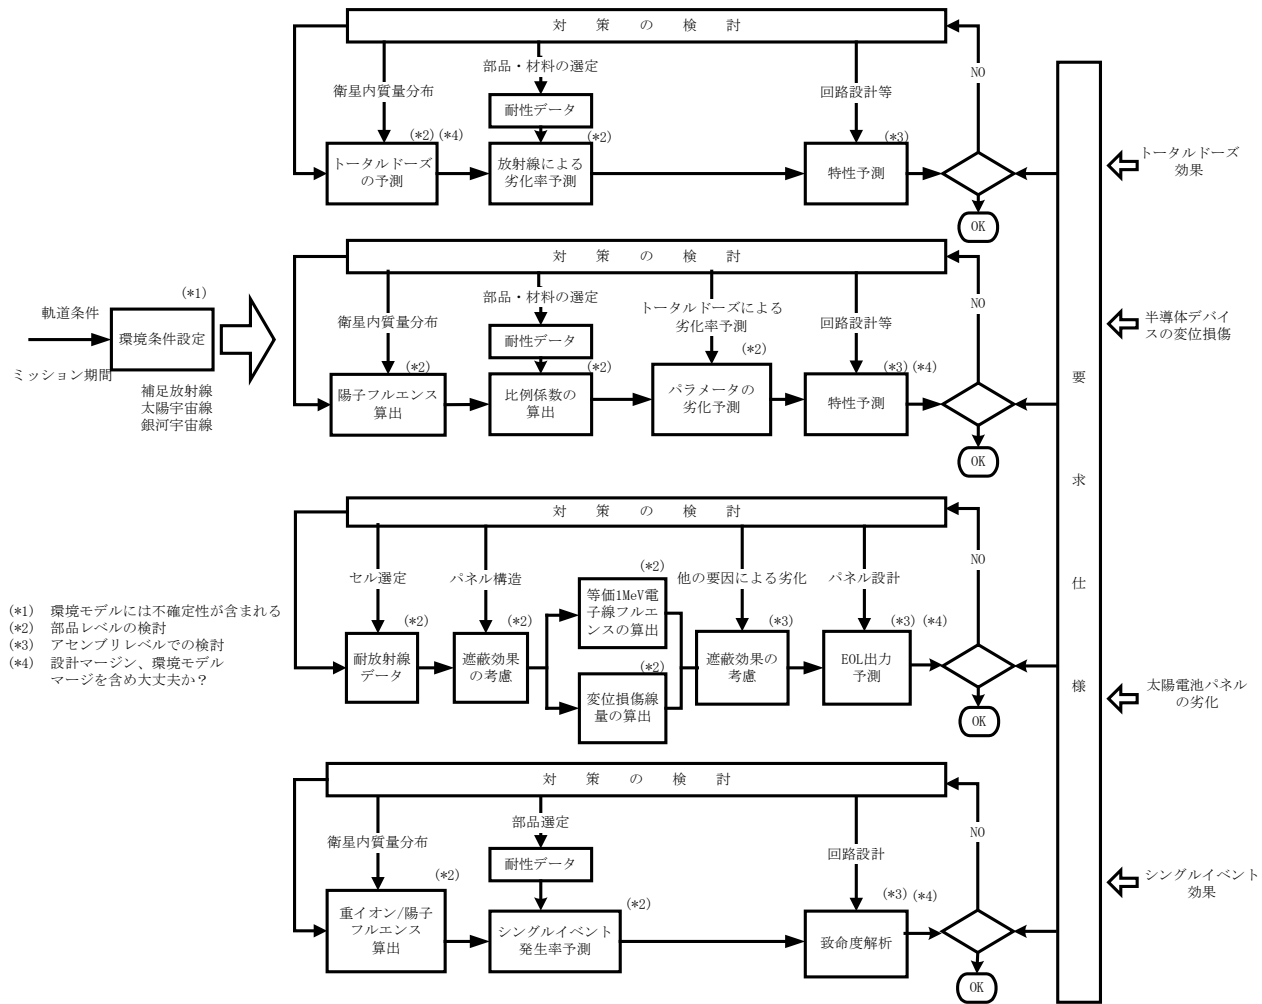 対策の検討
部品・材料の選定
衛星内質量分布
回路設計等
NO
耐性データ
(*2) (*4)
(*2)
(*3)
トータルドーズ
の予測
放射線による
劣化率予測
特性予測
OK
トータルドーズ
効果
対策の検討
(*1)
軌道条件
環境条件設定
ミッション期間
補足放射線
太陽宇宙線
銀河宇宙線
部品・材料の選定
トータルドーズによる
劣化率予測
衛星内質量分布
回路設計等
NO
耐性データ
(*2)
(*2)
(*2)
(*3) (*4)
陽子フルエンス
算出
比例係数の
算出
パラメータの
劣化予測
特性予測
OK
半導体デバイ
スの変位損傷
要求仕様
対策の検討
セル選定
パネル構造
(*2)
他の要因による劣化
パネル設計
NO
等価1MeV電
子線フルエ
ンスの算出
(*2)
(*2)
(*3)
(*3) (*4)
耐放射線
データ
遮蔽効果
の考慮
(*2)
変位損傷線
量の算出
遮蔽効果の
考慮
EOL出力
予測
OK
太陽電池パネル
の劣化
(*1) 環境モデルには不確定性が含まれる
(*2) 部品レベルの検討
(*3) アセンブリレベルでの検討
(*4) 設計マージン、環境モデル
マージを含め大丈夫か?
対策の検討
部品選定
衛星内質量分布
回路設計
NO
耐性データ
(*2)
(*2)
(*3) (*4)
重イオン/陽子
フルエンス
算出
シングルイベント
発生率予測
致命度解析
OK
シングルイベント
効果